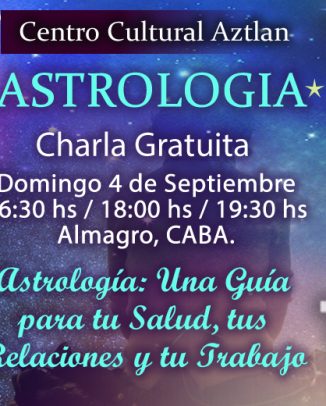 Centro Cultural Aztlan
ASTROLOGIA
Charla Gratuita
Domingo 4 de Septiembre
6:30 hs / 18:00 hs / 19:30 hs
Almagro, CABA.
Astrología: Una Guía
para tu Salud, tus
Relaciones y tu Trabajo